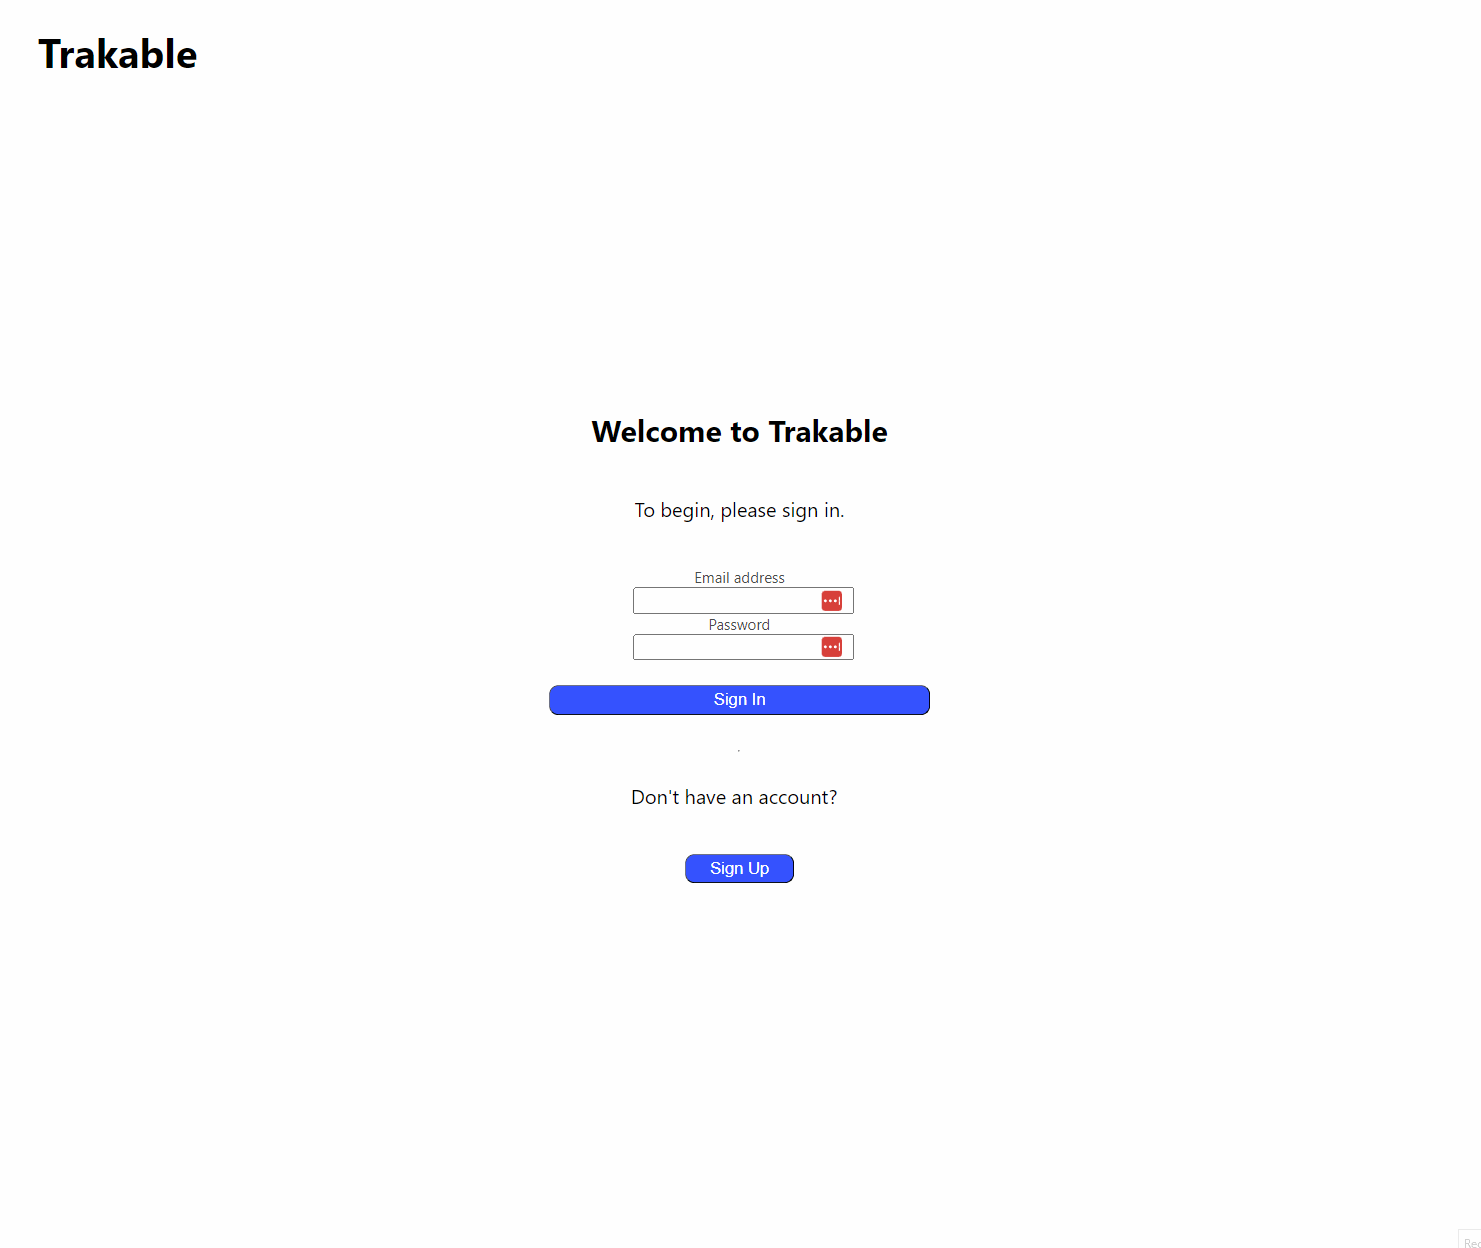 Trakable
Welcome to Trakable
To begin, please sign in.
Email address
Password
Sign In
Don't have an account?
Sign Up